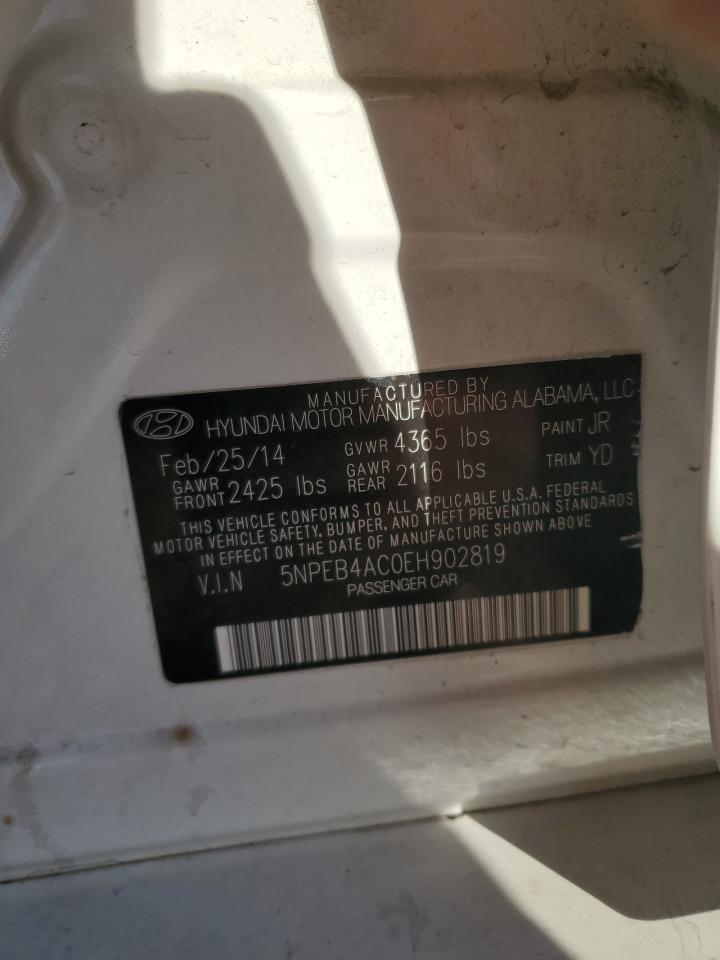 MANUFACTURED BY
HYUNDAI MOTOR MANUFACTURING ALABAMA, LLC
Feb/25/14 GVWR 4365 lbs PAINT JR
GAWR FRONT 2425 lbs GAWR REAR 2116 lbs TRIM YD
THIS VEHICLE CONFORMS TO ALL APPLICABLE U.S.A. FEDERAL
MOTOR VEHICLE SAFETY, BUMPER, AND THEFT PREVENTION STANDARDS
IN EFFECT ON THE DATE OF MANUFACTURE SHOWN ABOVE
V.I.N 5NPEB4AC0EH902819
PASSENGER CAR